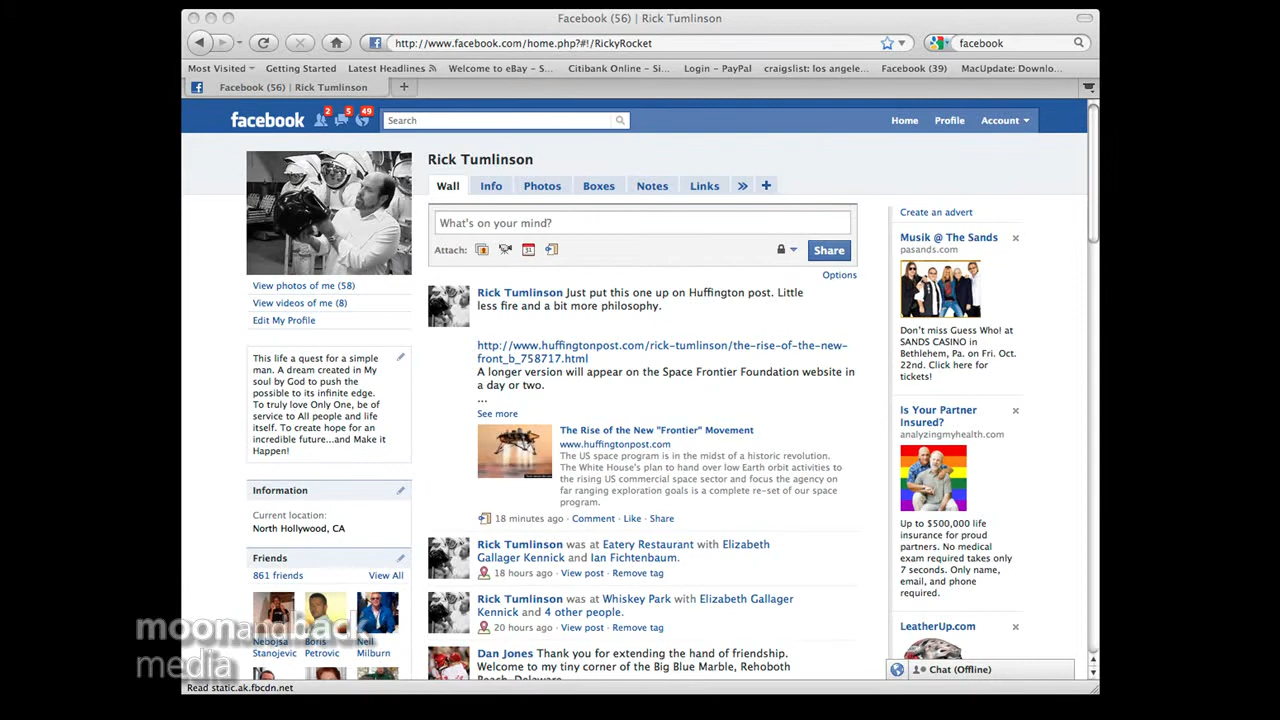 Facebook (56) | Rick Tumlinson
http://www.facebook.com/home.php?#!/RickyRocket
facebook
Most Visited
Getting Started
Latest Headlines
Welcome to eBay - S...
Citibank Online - Si...
Login - PayPal
craigslist: los angele...
Facebook (39)
MacUpdate: Downlo...
Facebook (56) | Rick Tumlinson
facebook
2
5
49
Search
Home
Profile
Account
Rick Tumlinson
Wall
Info
Photos
Boxes
Notes
Links
What's on your mind?
Attach:
31
Share
Options
View photos of me (58)
View videos of me (8)
Edit My Profile
This life a quest for a simple
man. A dream created in My
soul by God to push the
possible to its infinite edge.
To truly love Only One, be of
service to All people and life
itself. To create hope for an
incredible future...and Make it
Happen!
Information
Current location:
North Hollywood, CA
Friends
861 friends
View All
Nebojsa
Stanojevic
Boris
Petrovic
Neil
Milburn
Rick Tumlinson Just put this one up on Huffington post. Little
less fire and a bit more philosophy.
http://www.huffingtonpost.com/rick-tumlinson/the-rise-of-the-new-
front_b_758717.html
A longer version will appear on the Space Frontier Foundation website in
a day or two.
...
See more
The Rise of the New "Frontier" Movement
www.huffingtonpost.com
The US space program is in the midst of a historic revolution.
The White House's plan to hand over low Earth orbit activities to
the rising US commercial space sector and focus the agency on
far ranging exploration goals is a complete re-set of our space
program.
18 minutes ago · Comment · Like · Share
Rick Tumlinson was at Eatery Restaurant with Elizabeth
Gallager Kennick and Ian Fichtenbaum.
18 hours ago · View post · Remove tag
Rick Tumlinson was at Whiskey Park with Elizabeth Gallager
Kennick and 4 other people.
20 hours ago · View post · Remove tag
Dan Jones Thank you for extending the hand of friendship.
Welcome to my tiny corner of the Big Blue Marble, Rehoboth
Beach, Delaware
Create an advert
Musik @ The Sands
pasands.com
Don't miss Guess Who! at
SANDS CASINO in
Bethlehem, Pa. on Fri. Oct.
22nd. Click here for
tickets!
Is Your Partner
Insured?
analyzingmyhealth.com
Up to $500,000 life
insurance for proud
partners. No medical
exam required takes only
7 seconds. Only name,
email, and phone
required.
LeatherUp.com
Chat (Offline)
Read static.ak.fbcdn.net
moonandback
media